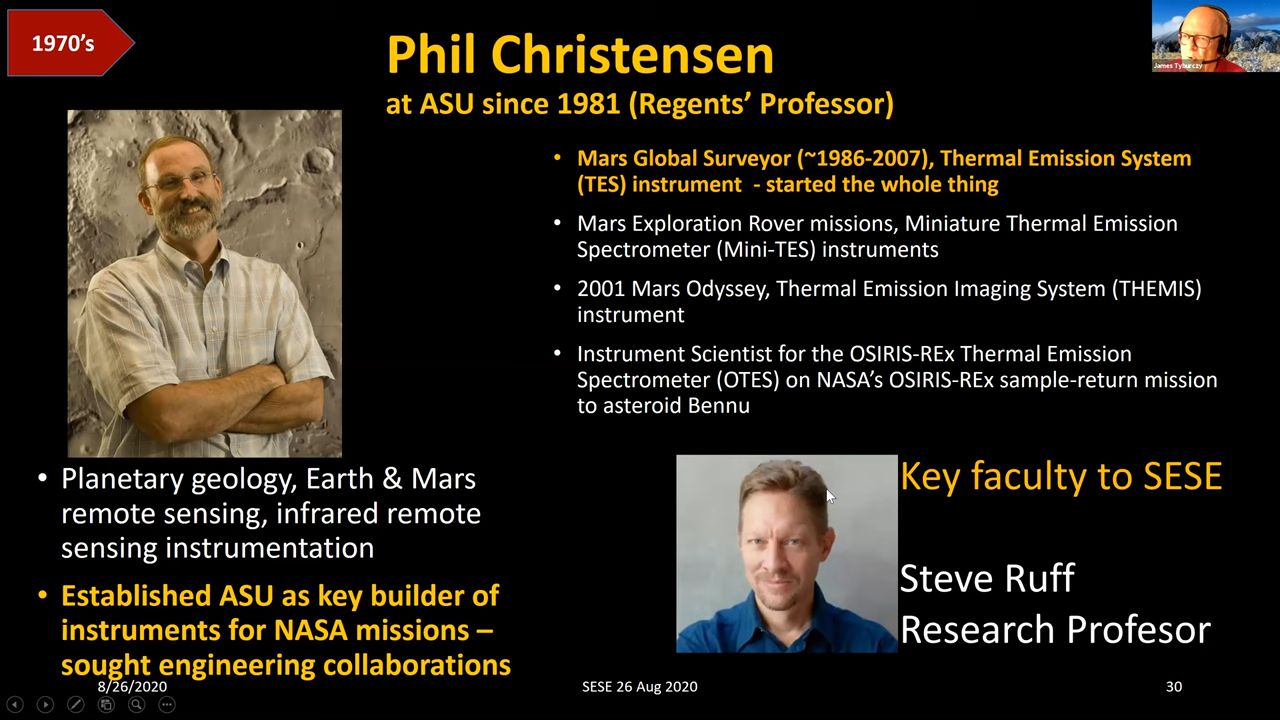 1970's
Phil Christensen
at ASU since 1981 (Regents' Professor)
James Tyburczy
• Mars Global Surveyor (~1986-2007), Thermal Emission System
(TES) instrument  - started the whole thing
• Mars Exploration Rover missions, Miniature Thermal Emission
Spectrometer (Mini-TES) instruments
• 2001 Mars Odyssey, Thermal Emission Imaging System (THEMIS)
instrument
• Instrument Scientist for the OSIRIS-REx Thermal Emission
Spectrometer (OTES) on NASA's OSIRIS-REx sample-return mission
to asteroid Bennu
• Planetary geology, Earth & Mars
remote sensing, infrared remote
sensing instrumentation
• Established ASU as key builder of
instruments for NASA missions –
sought engineering collaborations
Key faculty to SESE
Steve Ruff
Research Profesor
8/26/2020
SESE 26 Aug 2020
30